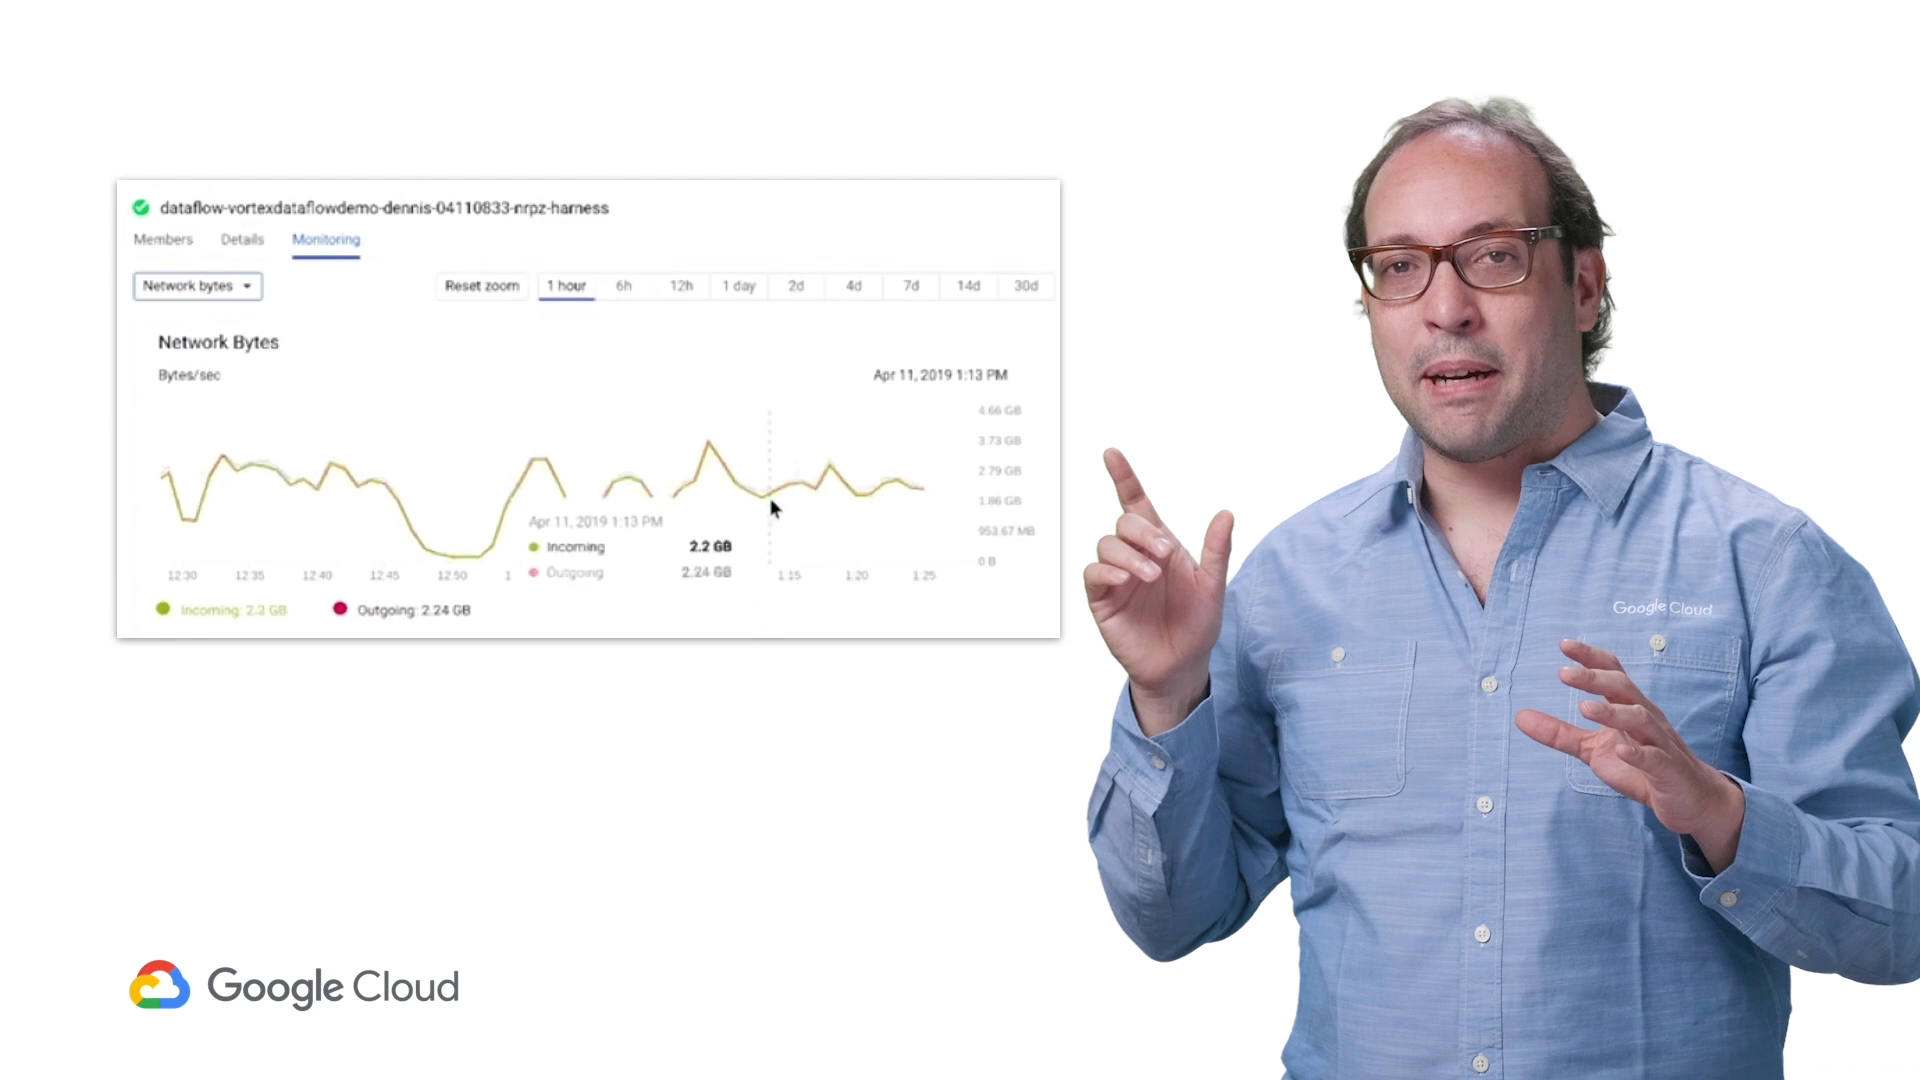 dataflow-vortexdataflowdemo-dennis-04110833-nrpz-harness
Members Details Monitoring
Network bytes Reset zoom 1 hour 6h 12h 1 day 2d 4d 7d 14d 30d
Network Bytes
Bytes/sec Apr 11, 2019 1:13 PM
4.66 GB
3.73 GB
2.79 GB
1.86 GB
953.67 MB
0 B
Apr 11, 2019 1:13 PM
Incoming 2.2 GB
Outgoing 2.24 GB
12:30 12:35 12:40 12:45 12:50 1 1:15 1:20 1:25
Incoming: 2.3 GB Outgoing: 2.24 GB
Google Cloud
Google Cloud